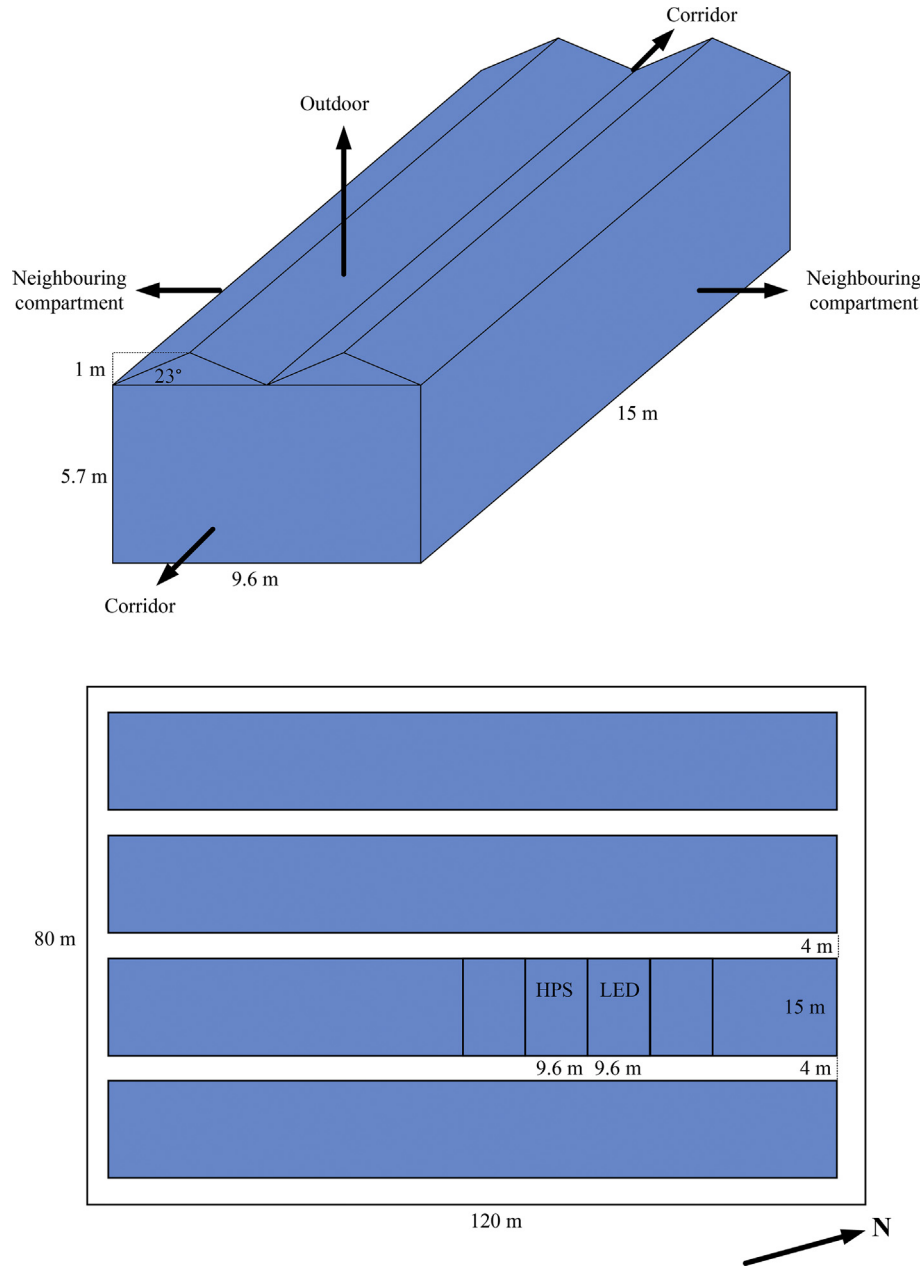 Corridor
Outdoor
Neighbouring
compartment
Neighbouring
compartment
1 m
23°
15 m
5.7 m
9.6 m
Corridor
80 m
4 m
HPS
LED
15 m
9.6 m
9.6 m
4 m
120 m
N